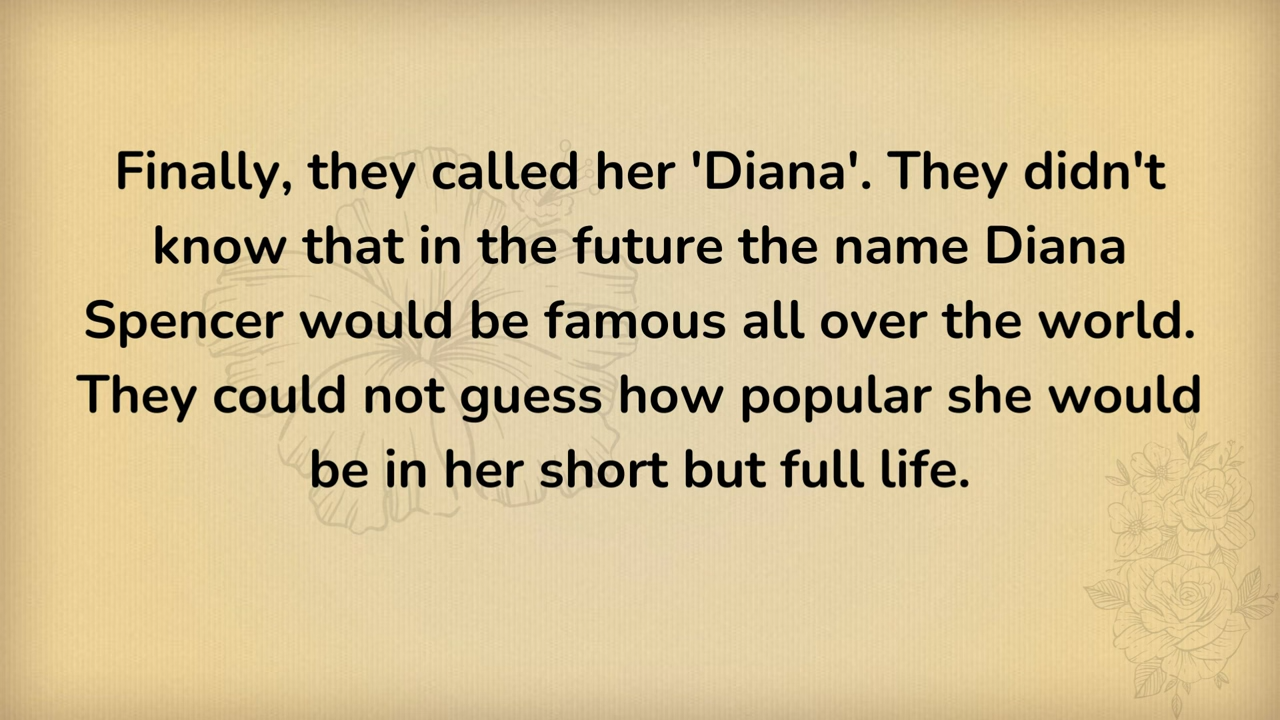 Finally, they called her 'Diana'. They didn't
know that in the future the name Diana
Spencer would be famous all over the world.
They could not guess how popular she would
be in her short but full life.